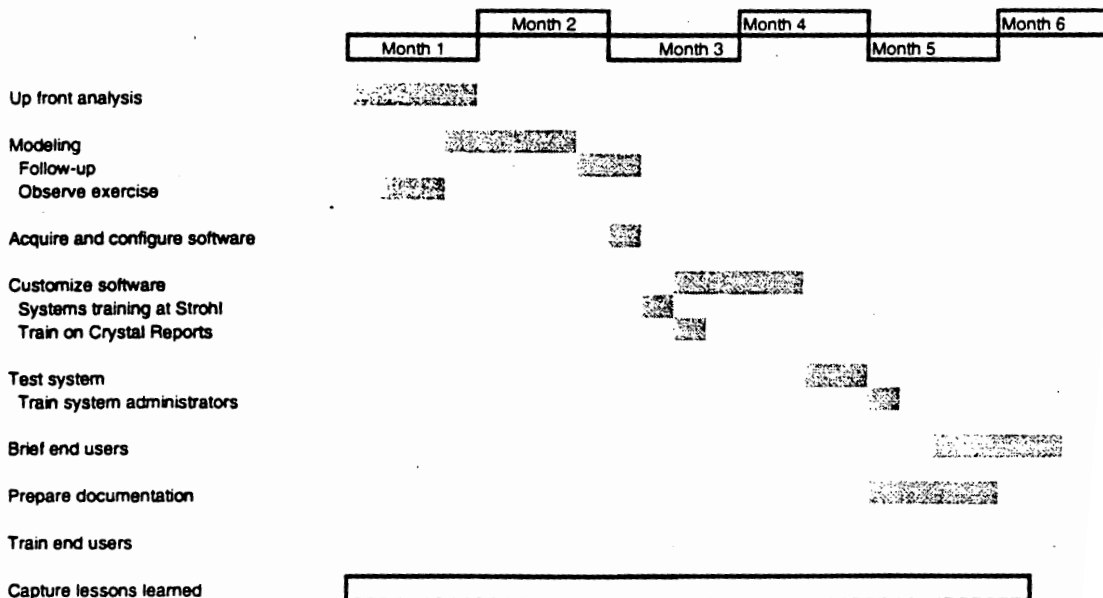 Month 2 Month 4 Month 6
Month 1 Month 3 Month 5
Up front analysis
Modeling
Follow-up
Observe exercise
Acquire and configure software
Customize software
Systems training at Strohl
Train on Crystal Reports
Test system
Train system administrators
Brief end users
Prepare documentation
Train end users
Capture lessons learned